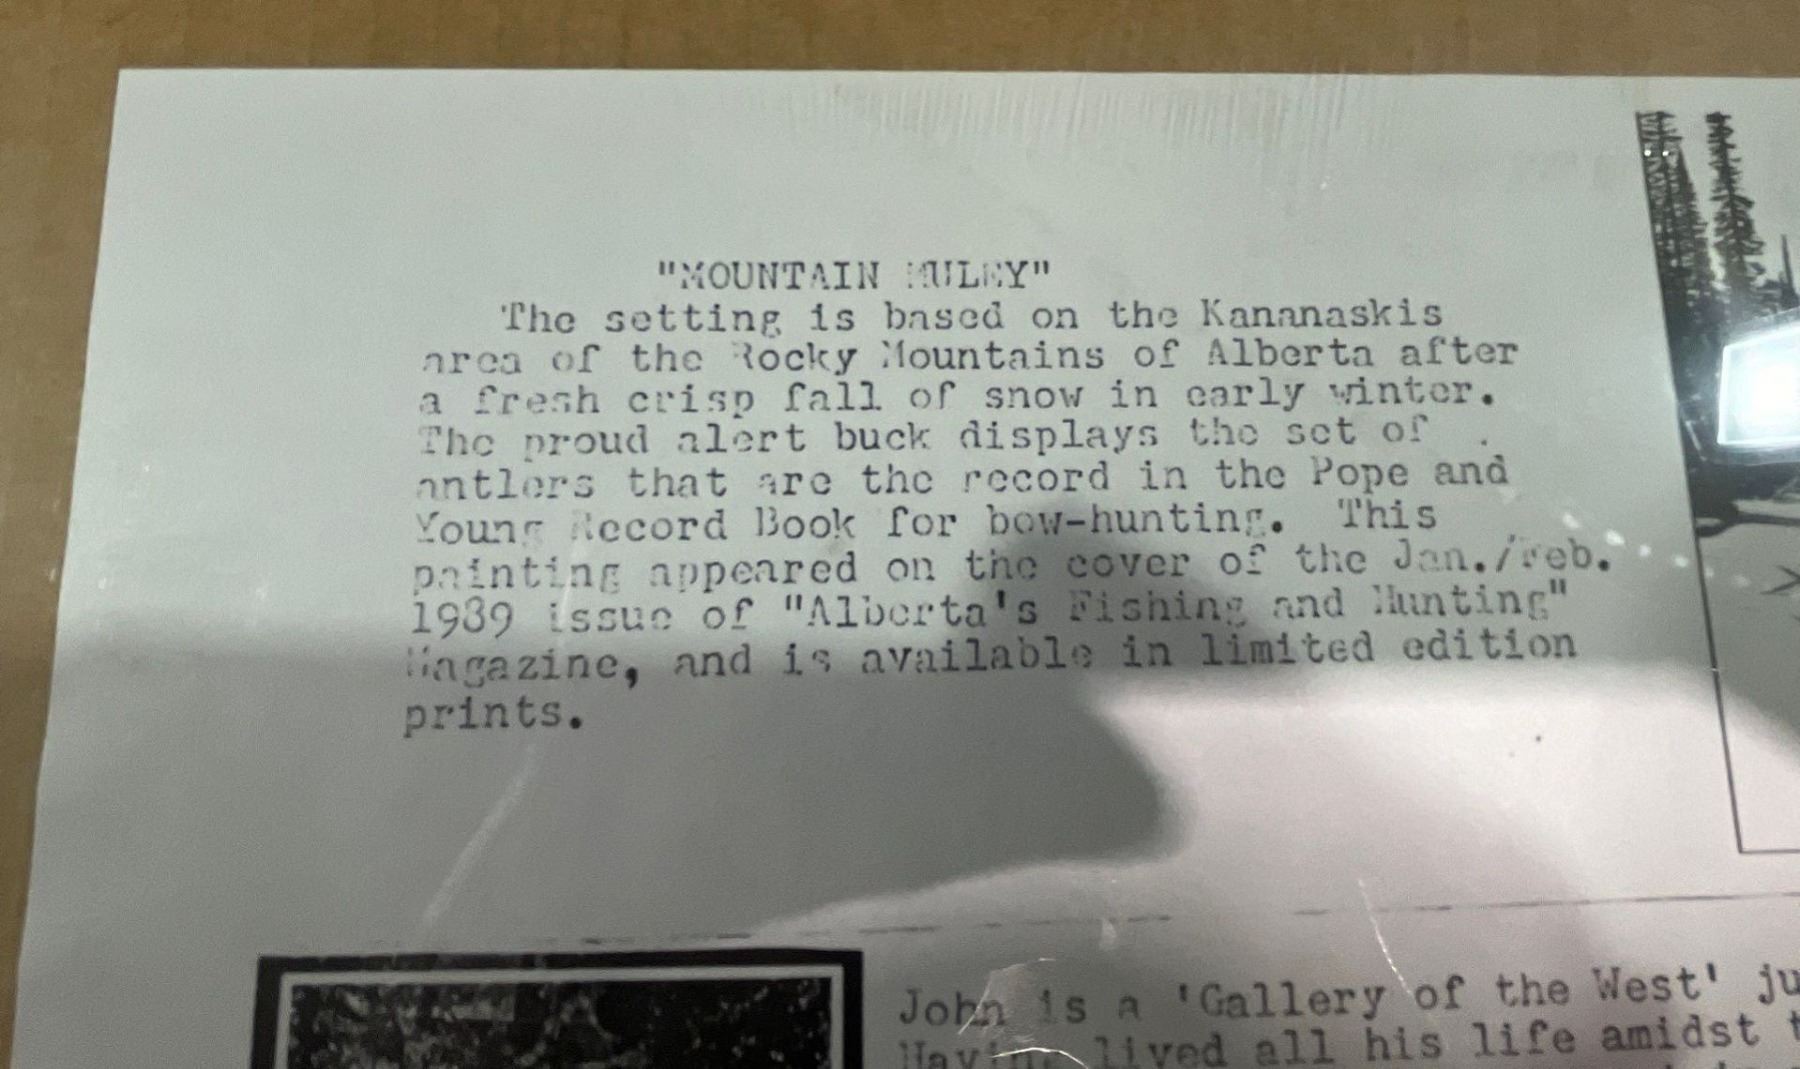 "MOUNTAIN MULEY"
The setting is based on the Kananaskis
area of the Rocky Mountains of Alberta after
a fresh crisp fall of snow in early winter.
The proud alert buck displays the set of
antlers that are the record in the Pope and
Young Record Book for bow-hunting. This
painting appeared on the cover of the Jan./Feb.
1989 issue of "Alberta's Fishing and Hunting"
Magazine, and is available in limited edition
prints.
John is a 'Gallery of the West' ju
Having lived all his life amidst t